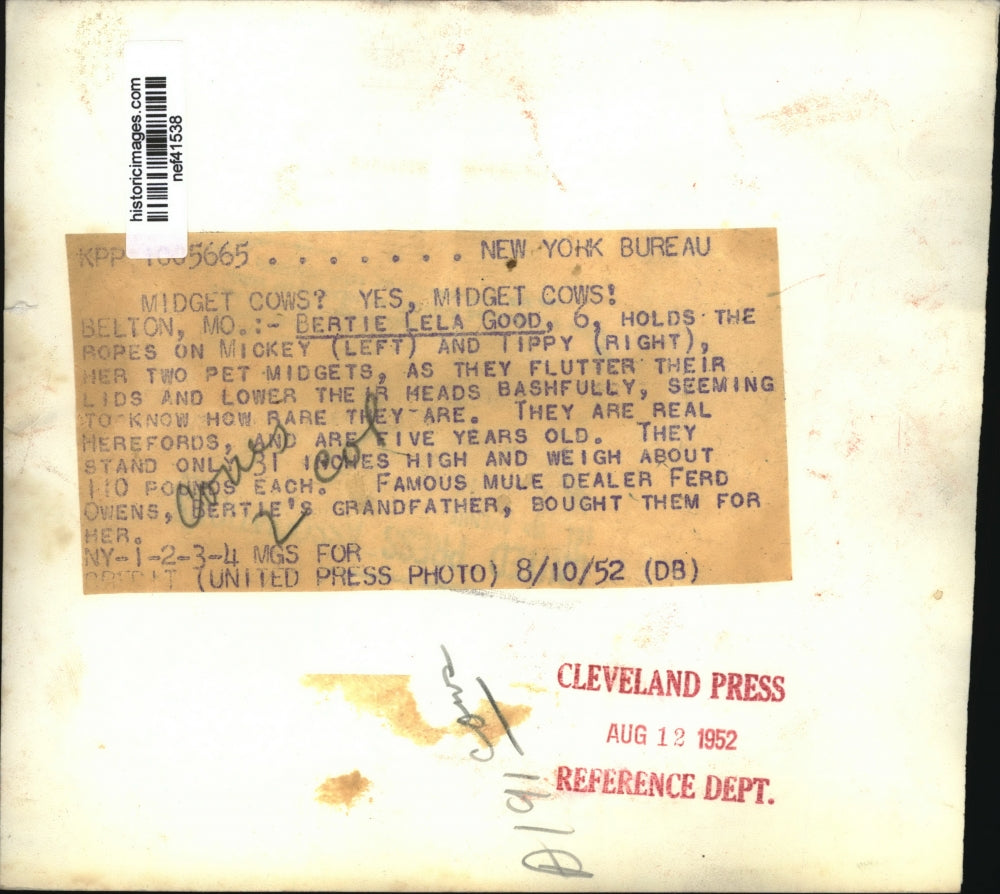 historicimages.com
nef41538
KPP 1005665 . . . . . . . NEW YORK BUREAU
MIDGET COWS? YES, MIDGET COWS!
BELTON, MO.:- BERTIE LELA GOOD, 6, HOLDS THE
ROPES ON MICKEY (LEFT) AND TIPPY (RIGHT),
HER TWO PET MIDGETS, AS THEY FLUTTER THEIR
LIDS AND LOWER THEIR HEADS BASHFULLY, SEEMING
TO KNOW HOW RARE THEY ARE. THEY ARE REAL
HEREFORDS, AND ARE FIVE YEARS OLD. THEY
STAND ONLY 31 INCHES HIGH AND WEIGH ABOUT
110 POUNDS EACH. FAMOUS MULE DEALER FERD
OWENS, BERTIE'S GRANDFATHER, BOUGHT THEM FOR
HER.
NY-1-2-3-4 MGS FOR
CREDIT (UNITED PRESS PHOTO) 8/10/52 (DB)
2 col
Cows
CLEVELAND PRESS
AUG 12 1952
REFERENCE DEPT.